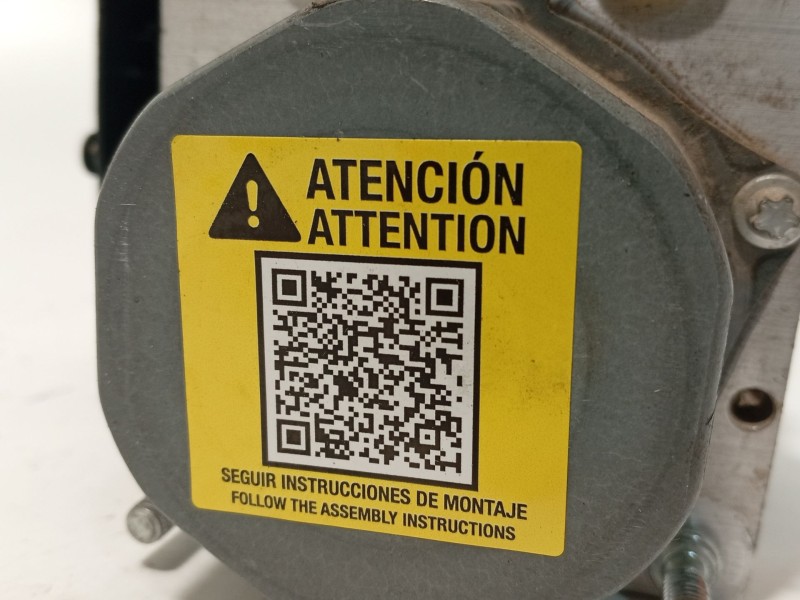 ATENCIÓN
ATTENTION
SEGUIR INSTRUCCIONES DE MONTAJE
FOLLOW THE ASSEMBLY INSTRUCTIONS